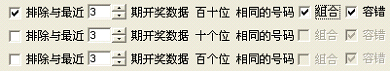 排除与最近 3 期开奖数据 百十位 相同的号码 组合 容错
排除与最近 3 期开奖数据 十个位 相同的号码 组合 容错
排除与最近 3 期开奖数据 百个位 相同的号码 组合 容错